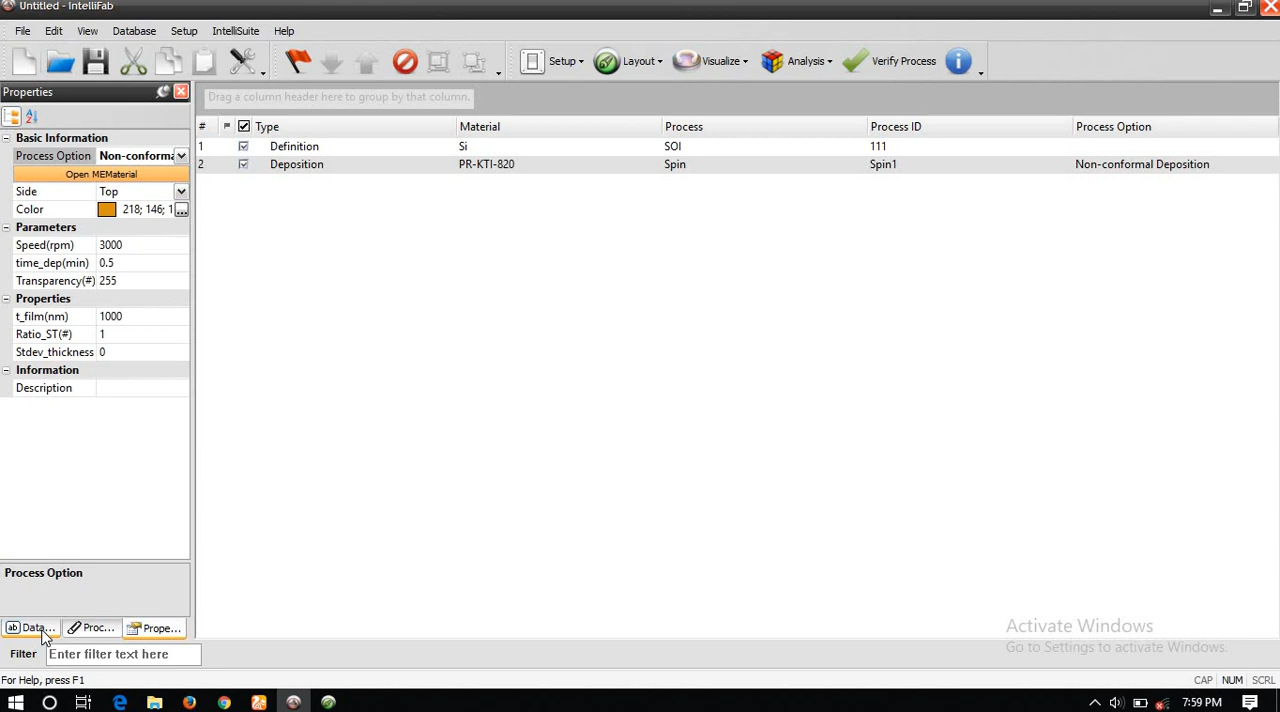 Untitled - IntelliFab
File Edit View Database Setup IntelliSuite Help
Setup Layout Visualize Analysis Verify Process
Properties
Drag a column header here to group by that column.
# Type Material Process Process ID Process Option
1 Definition Si SOI 111
2 Deposition PR-KTI-820 Spin Spin1 Non-conformal Deposition
Basic Information
Process Option Non-conforma
Open MEMaterial
Side Top
Color 218; 146; 1
Parameters
Speed(rpm) 3000
time_dep(min) 0.5
Transparency(#) 255
Properties
t_film(nm) 1000
Ratio_ST(#) 1
Stdev_thickness 0
Information
Description
Process Option
Data... Proc... Prope...
Filter Enter filter text here
Activate Windows
Go to Settings to activate Windows.
For Help, press F1
CAP NUM SCRL
7:59 PM